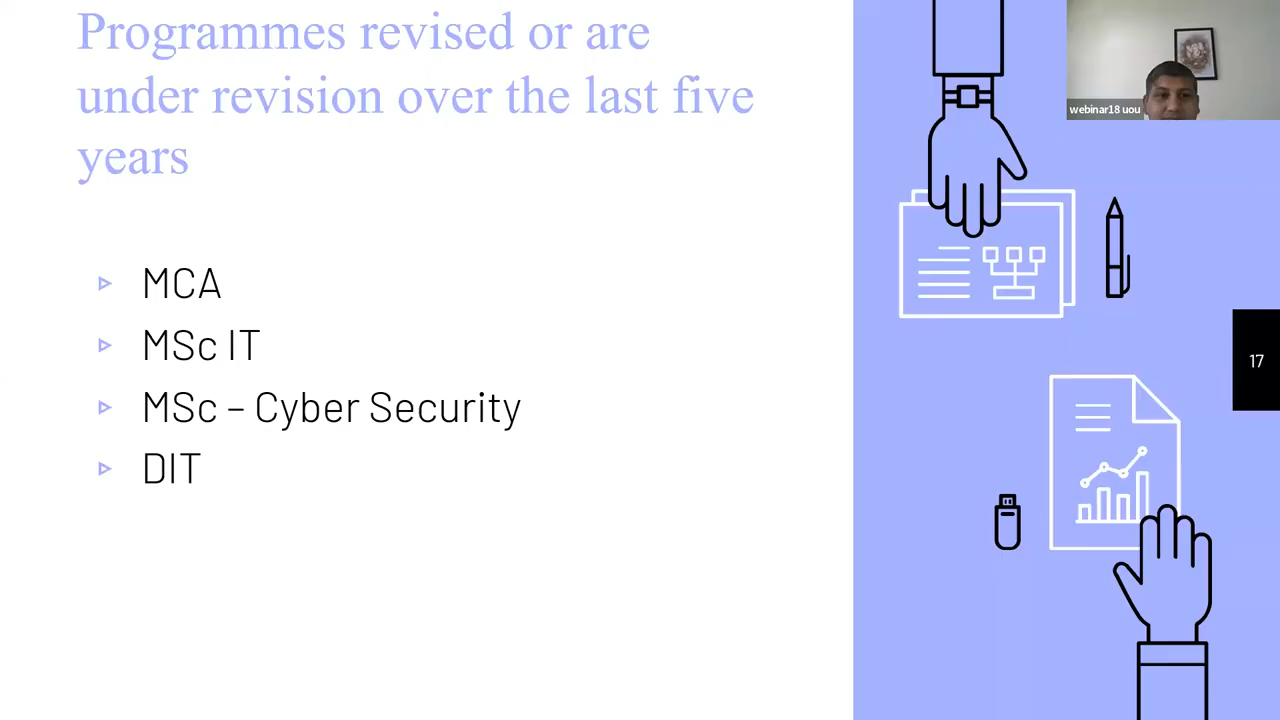 Programmes revised or are
under revision over the last five
years
MCA
MSc IT
MSc – Cyber Security
DIT
webinar18 uou
17